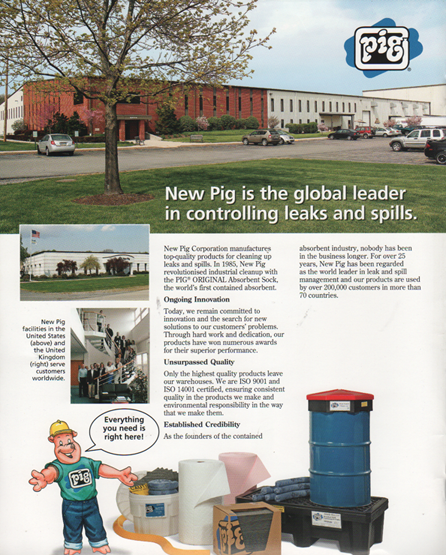 pig
New Pig is the global leader
in controlling leaks and spills.
New Pig Corporation manufactures
top-quality products for cleaning up
leaks and spills. In 1985, New Pig
revolutionised industrial cleanup with
the PIG® ORIGINAL Absorbent Sock,
the world's first contained absorbent.
Ongoing Innovation
Today, we remain committed to
innovation and the search for new
solutions to our customers' problems.
Through hard work and dedication, our
products have won numerous awards
for their superior performance.
Unsurpassed Quality
Only the highest quality products leave
our warehouses. We are ISO 9001 and
ISO 14001 certified, ensuring consistent
quality in the products we make and
environmental responsibility in the way
that we make them.
Established Credibility
As the founders of the contained
absorbent industry, nobody has been
in the business longer. For over 25
years, New Pig has been regarded
as the world leader in leak and spill
management and our products are used
by over 200,000 customers in more than
70 countries.
New Pig
facilities in the
United States
(above) and
the United
Kingdom
(right) serve
customers
worldwide.
Everything
you need is
right here!
pig
pig